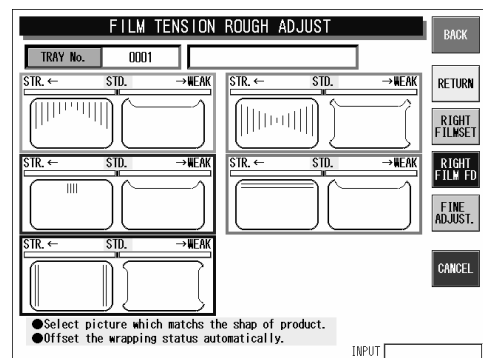 FILM TENSION ROUGH ADJUST
BACK
TRAY No. 0001
RETURN
STR.← STD. →WEAK
STR.← STD. →WEAK
RIGHT
FILMSET
STR.← STD. →WEAK
STR.← STD. →WEAK
RIGHT
FILM FD
FINE
ADJUST.
STR.← STD. →WEAK
CANCEL
●Select picture which matchs the shap of product.
●Offset the wrapping status automatically.
INPUT